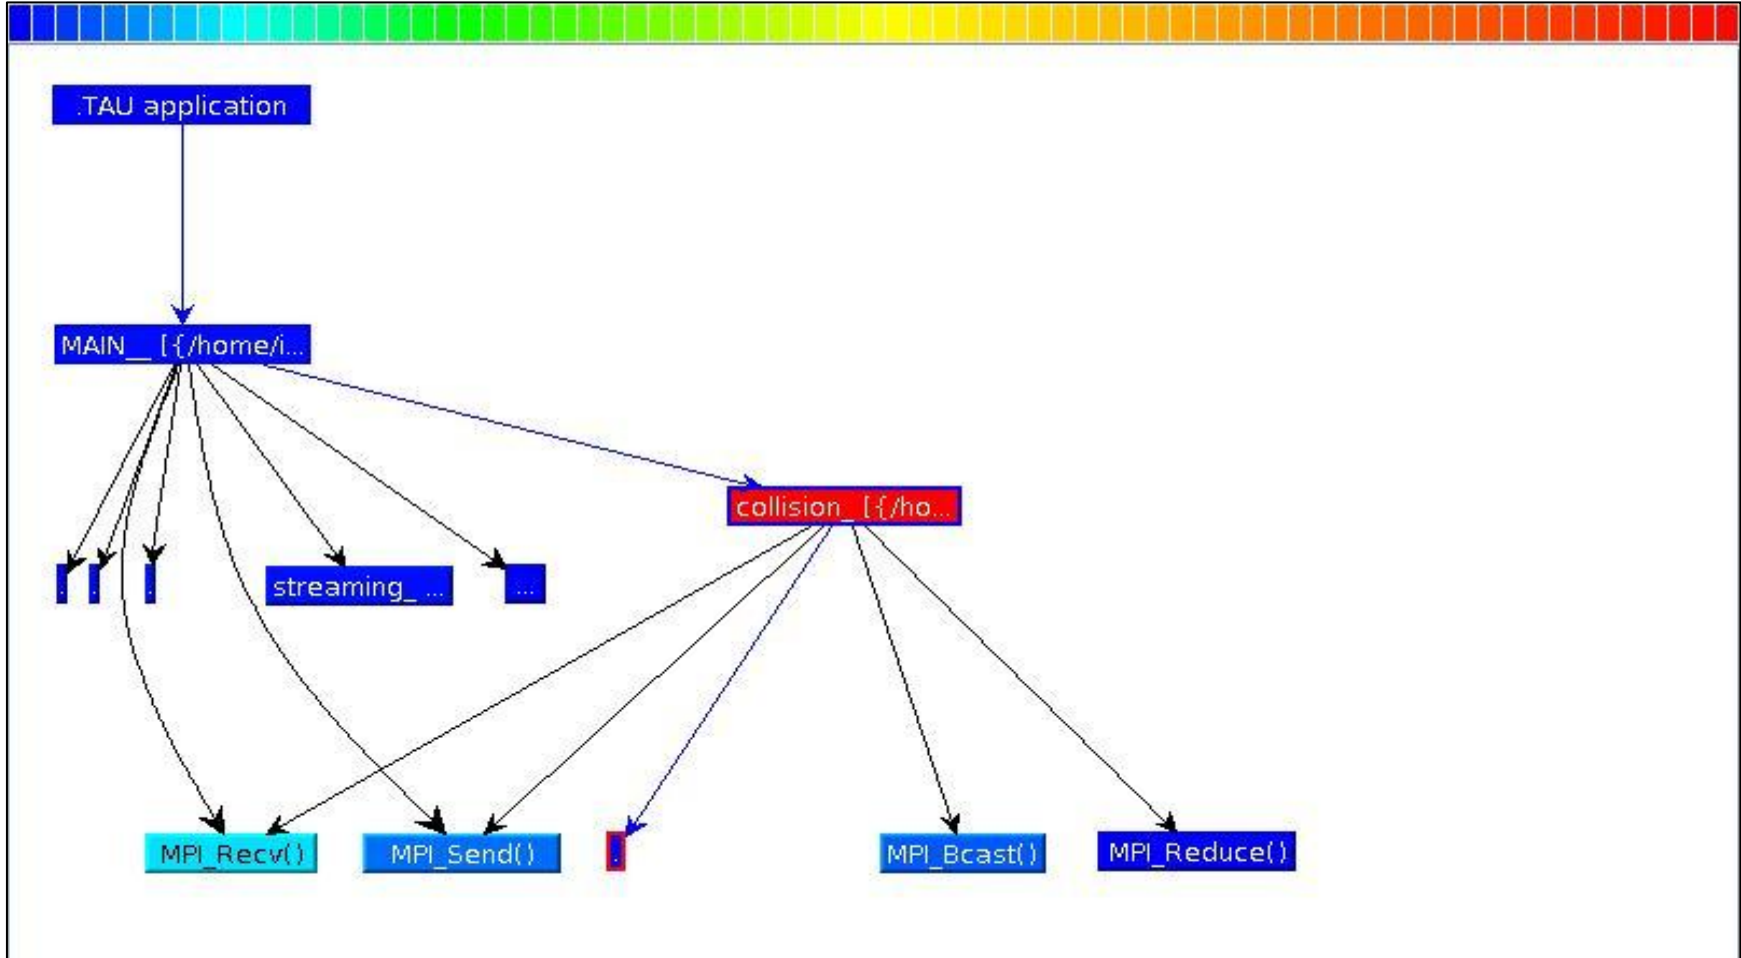 .TAU application
MAIN__ [{/home/i...
collision_ [{/ho...
.
.
.
streaming_ ...
...
MPI_Recv()
MPI_Send()
.
MPI_Bcast()
MPI_Reduce()